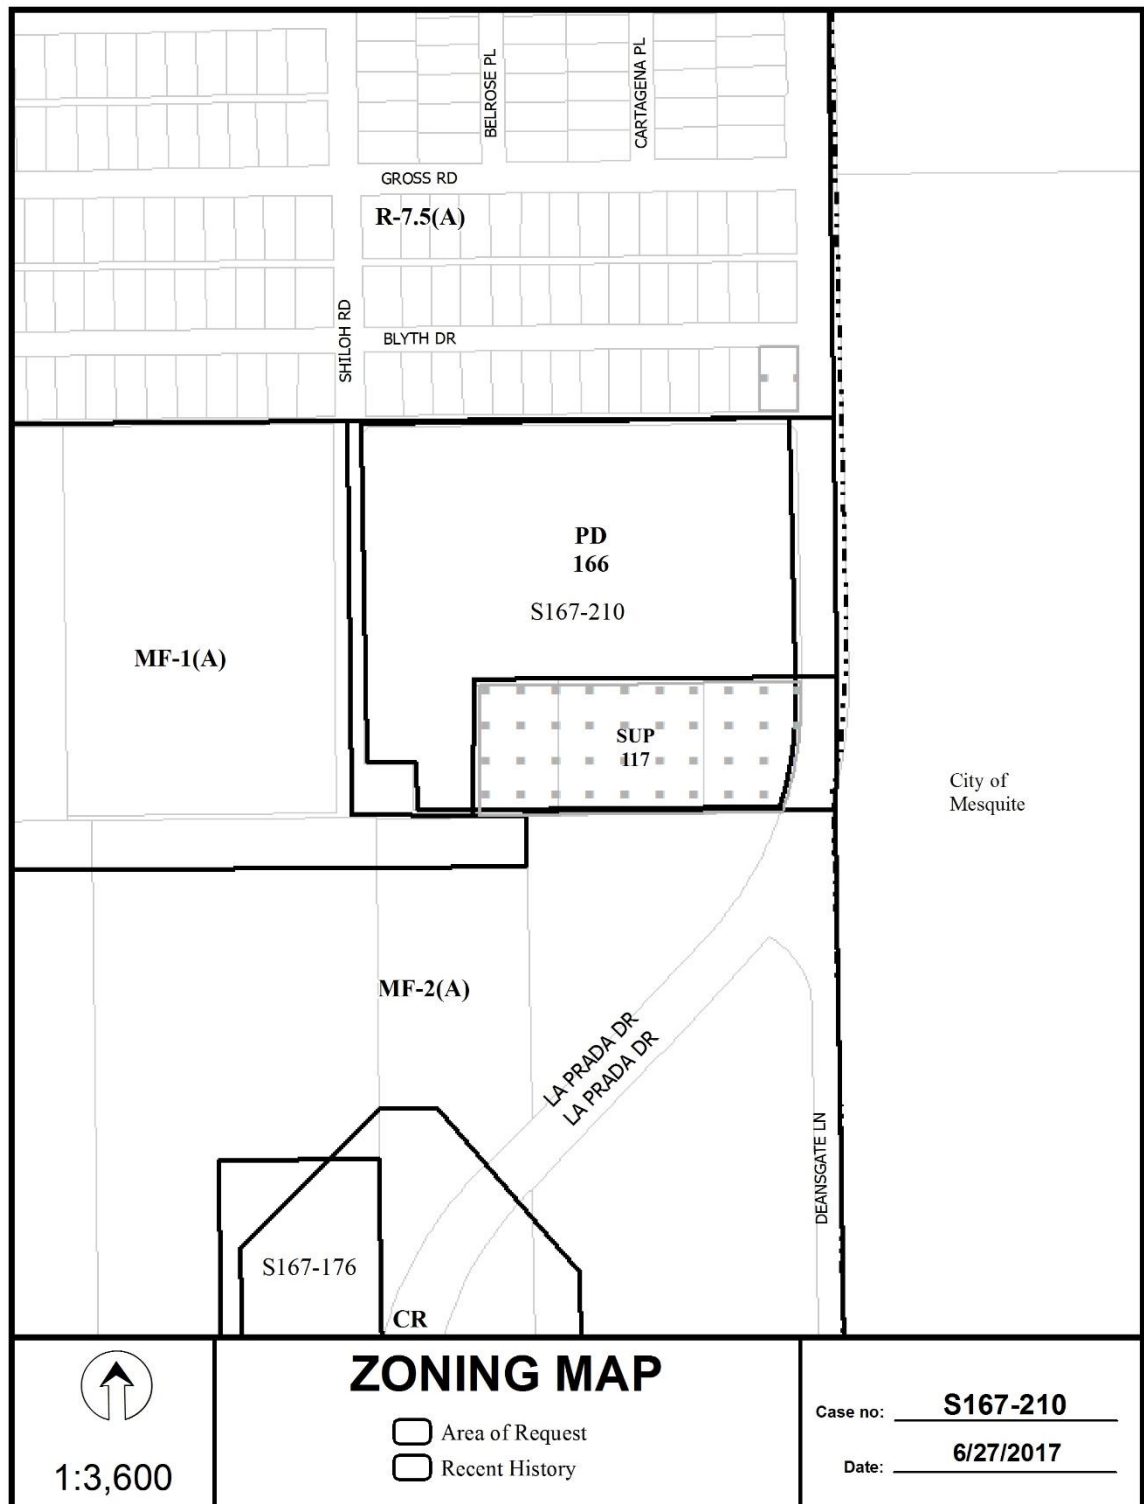 BELROSE PL
CARTAGENA PL
GROSS RD
R-7.5(A)
SHILOH RD
BLYTH DR
PD
166
S167-210
MF-1(A)
SUP
117
City of
Mesquite
MF-2(A)
LA PRADA DR
LA PRADA DR
DEANSGATE LN
S167-176
CR
1:3,600
ZONING MAP
Area of Request
Recent History
Case no: S167-210
Date: 6/27/2017